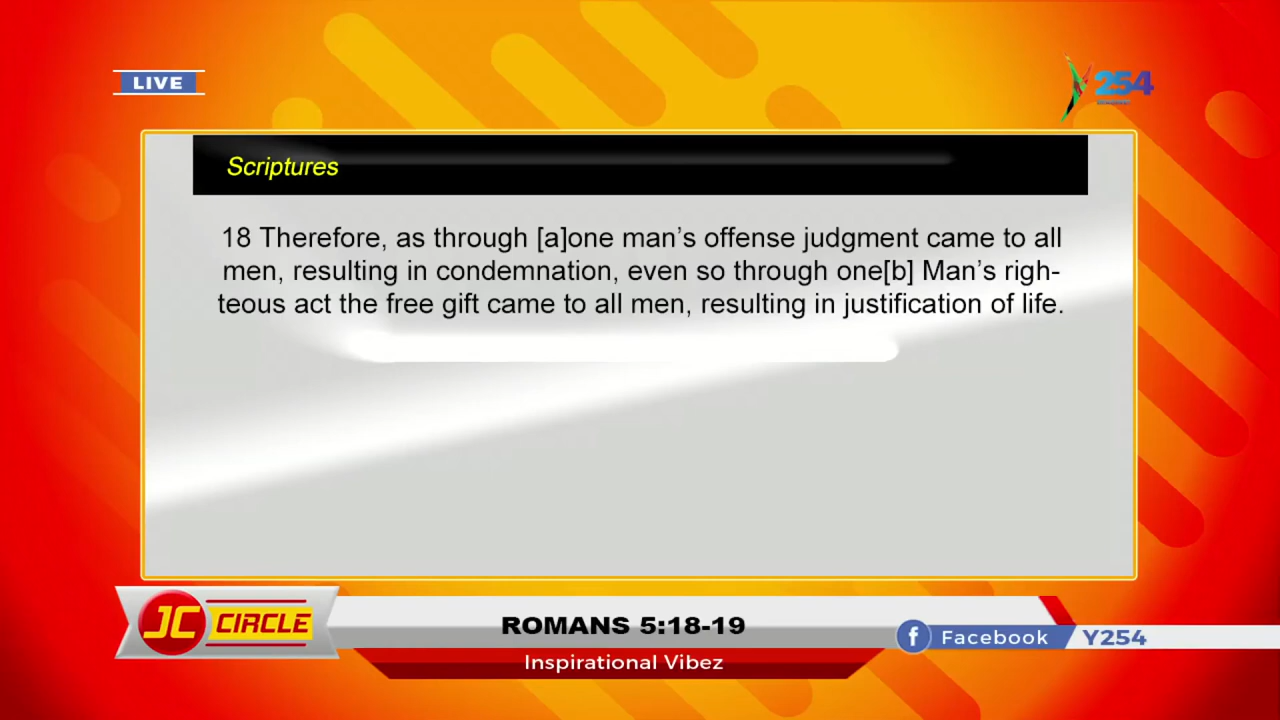 LIVE
254
Scriptures
18 Therefore, as through [a]one man’s offense judgment came to all
men, resulting in condemnation, even so through one[b] Man’s righ-
teous act the free gift came to all men, resulting in justification of life.
JC CIRCLE
ROMANS 5:18-19
Inspirational Vibez
f Facebook Y254